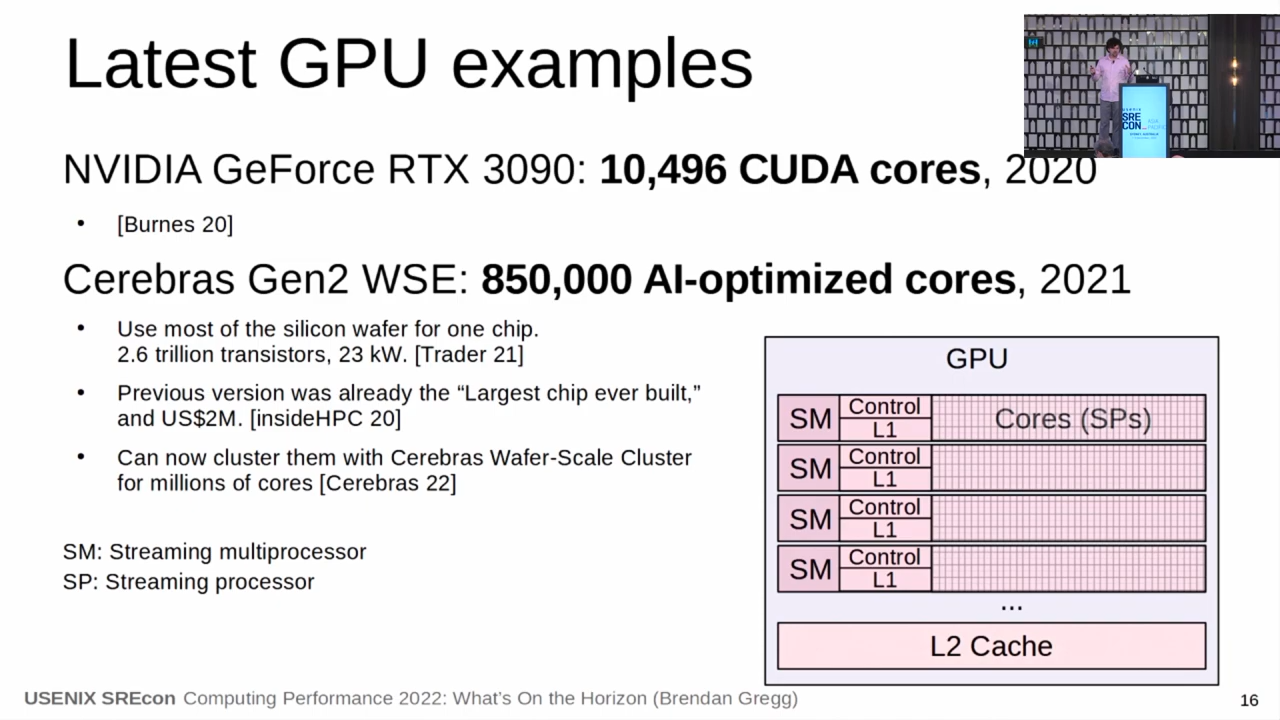 Latest GPU examples
NVIDIA GeForce RTX 3090: 10,496 CUDA cores, 2020
• [Burnes 20]
Cerebras Gen2 WSE: 850,000 AI-optimized cores, 2021
• Use most of the silicon wafer for one chip.
2.6 trillion transistors, 23 kW. [Trader 21]
• Previous version was already the “Largest chip ever built,”
and US$2M. [insideHPC 20]
• Can now cluster them with Cerebras Wafer-Scale Cluster
for millions of cores [Cerebras 22]
SM: Streaming multiprocessor
SP: Streaming processor
GPU
SM
Control
L1
Cores (SPs)
SM
Control
L1
SM
Control
L1
SM
Control
L1
...
L2 Cache
USENIX SREcon Computing Performance 2022: What’s On the Horizon (Brendan Gregg)
16
SRE
CON